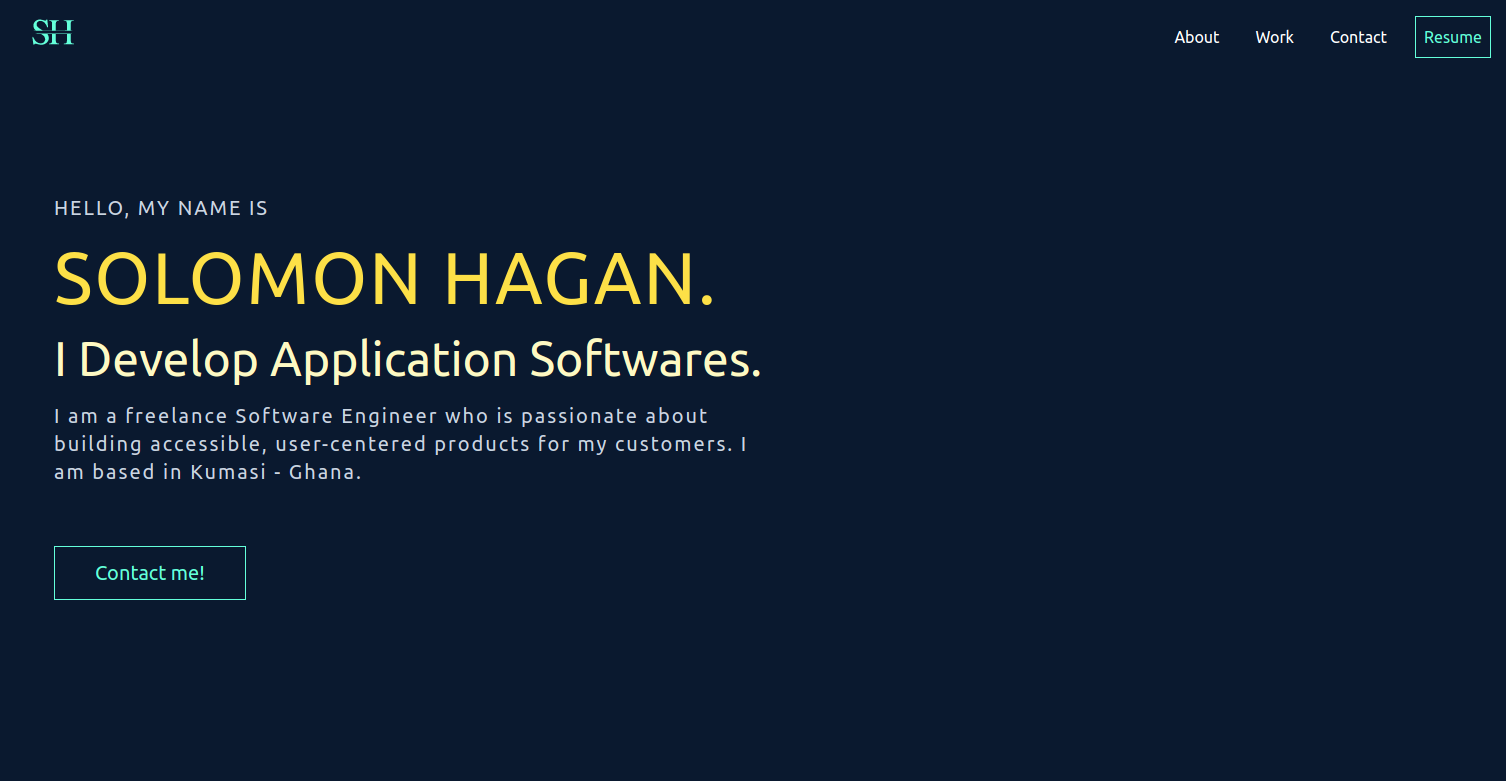 SH
About Work Contact Resume
HELLO, MY NAME IS
SOLOMON HAGAN.
I Develop Application Softwares.
I am a freelance Software Engineer who is passionate about
building accessible, user-centered products for my customers. I
am based in Kumasi - Ghana.
Contact me!